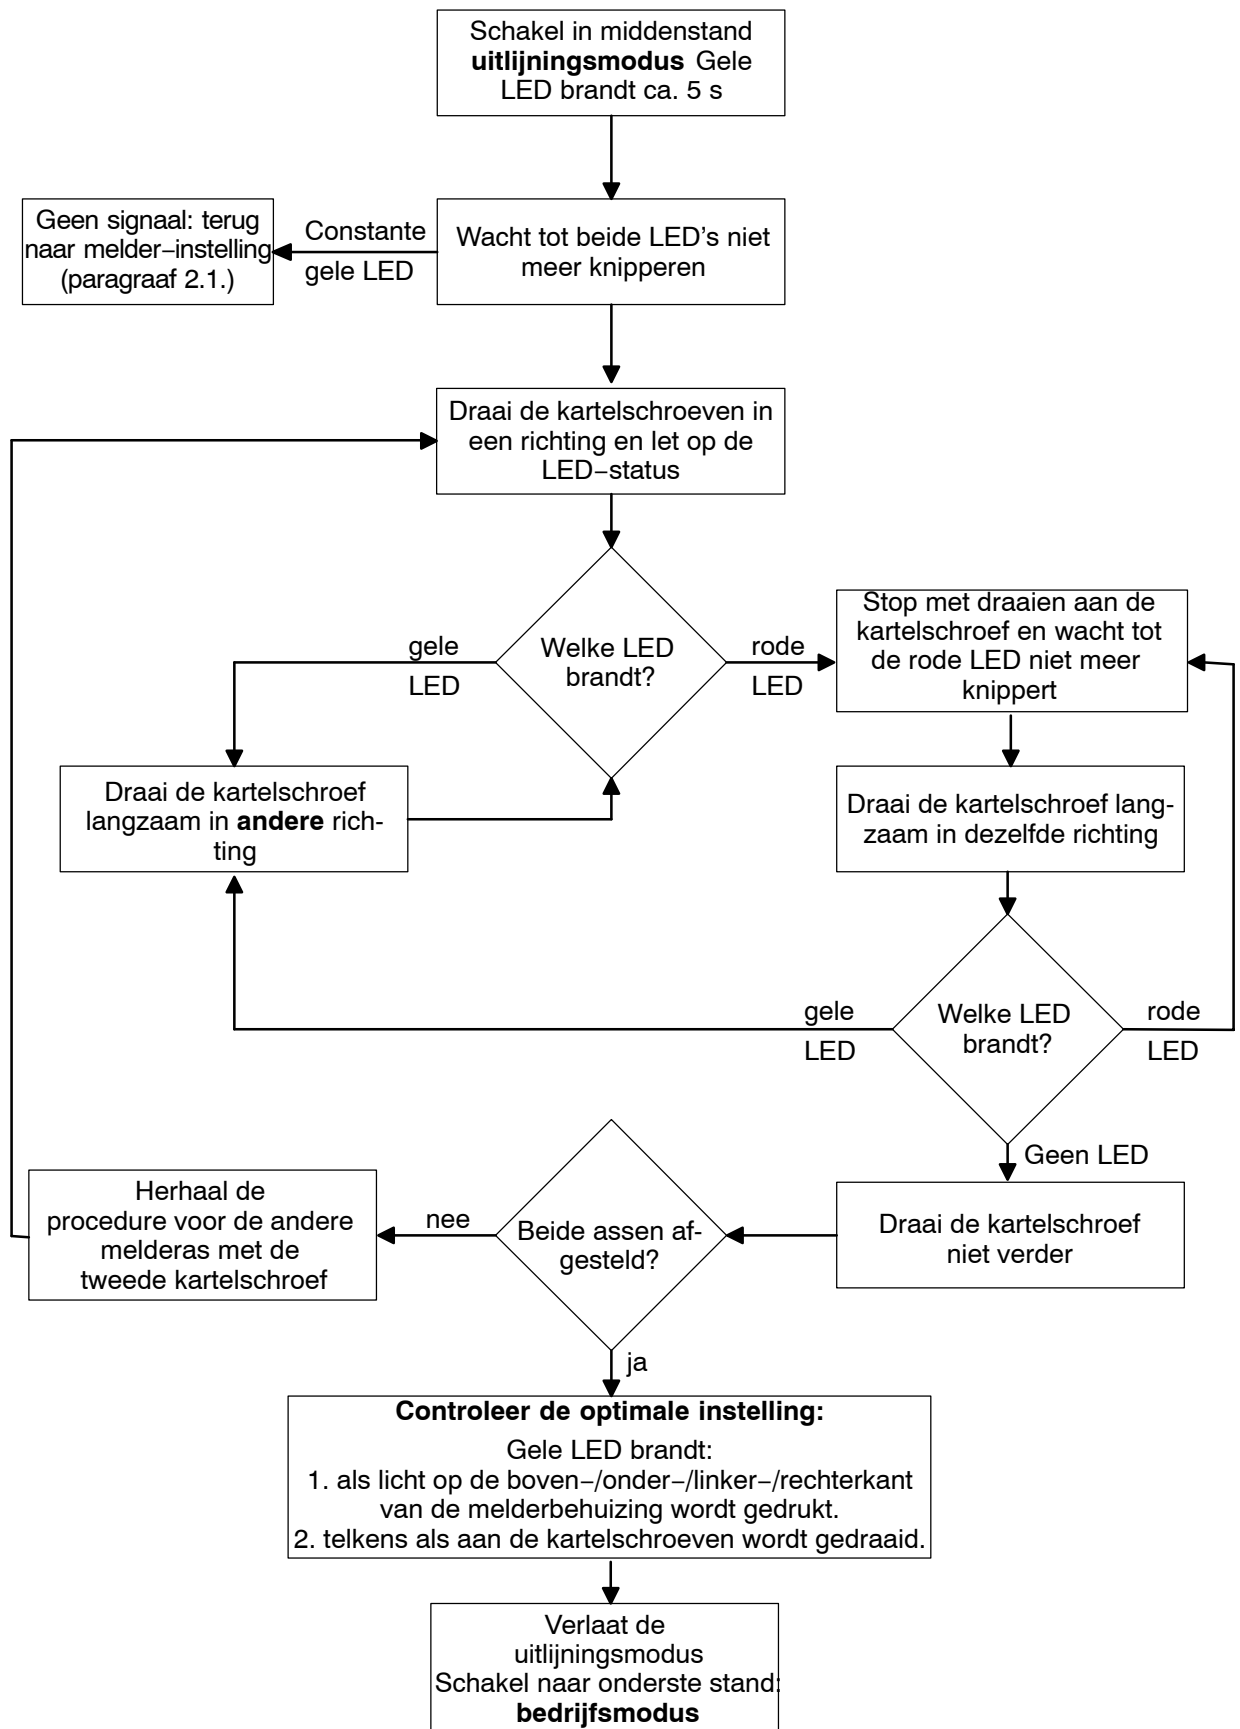 Schakel in middenstand
uitlijningsmodus Gele
LED brandt ca. 5 s
Geen signaal: terug
naar melder−instelling
(paragraaf 2.1.)
Constante
gele LED
Wacht tot beide LED's niet
meer knipperen
Draai de kartelschroeven in
een richting en let op de
LED−status
gele
LED
Welke LED
brandt?
rode
LED
Stop met draaien aan de
kartelschroef en wacht tot
de rode LED niet meer
knippert
Draai de kartelschroef
langzaam in andere rich-
ting
Draai de kartelschroef lang-
zaam in dezelfde richting
gele
LED
Welke LED
brandt?
rode
LED
Geen LED
Herhaal de
procedure voor de andere
melderas met de
tweede kartelschroef
nee
Beide assen af-
gesteld?
Draai de kartelschroef
niet verder
ja
Controleer de optimale instelling:
Gele LED brandt:
1. als licht op de boven−/onder−/linker−/rechterkant
van de melderbehuizing wordt gedrukt.
2. telkens als aan de kartelschroeven wordt gedraaid.
Verlaat de
uitlijningsmodus
Schakel naar onderste stand:
bedrijfsmodus